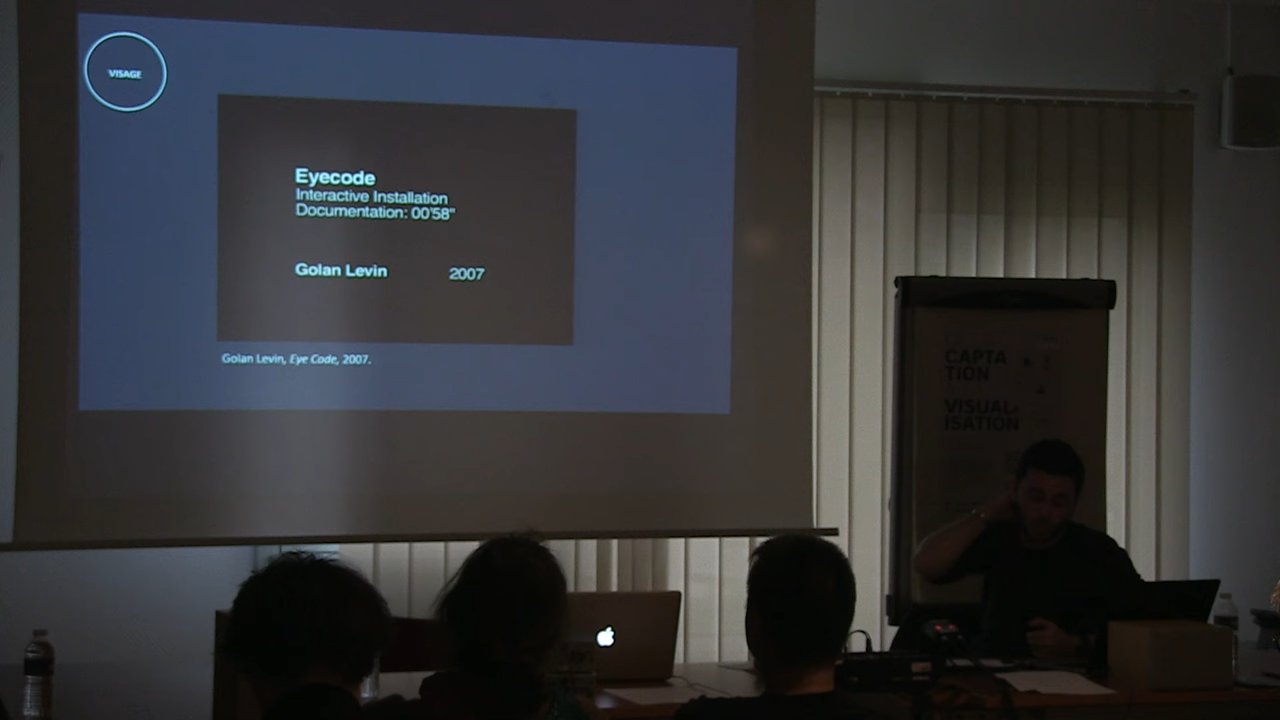 VISAGE
Eyecode
Interactive Installation
Documentation: 00'58"
Golan Levin 2007
Golan Levin, Eye Code, 2007.
CAPTA
TION
VISUAL
ISATION